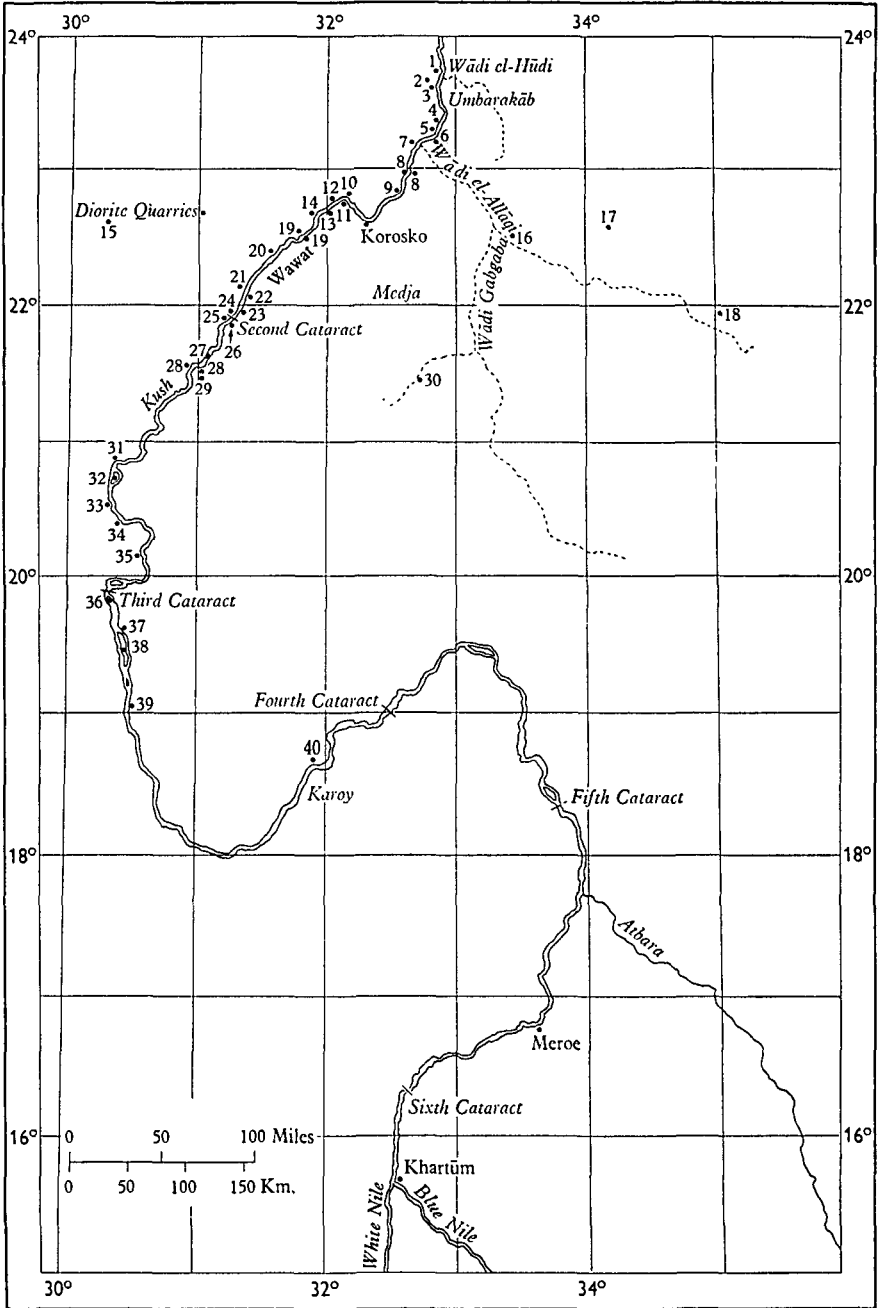 30° 32° 34°
24° 24°
1 Wādi el-Hūdi
2
3 Umbarakāb
4
5
7 6
8 Wādi el-Allāqi
8
9
12 10
14 13 11
Diorite Quarries
15
19 Korosko
19
16 17
20 Wawat
Wādi Gabgaba
21
22° 22 Medja 22°
24
25 23 18
Second Cataract
26
27
28 28
29
30
Kush
31
32
33
34
35
20° 20°
36 Third Cataract
37
38
39
Fourth Cataract
40
Karoy
Fifth Cataract
18° 18°
Atbara
Meroe
Sixth Cataract
16° 16°
0 50 100 Miles
0 50 100 150 Km.
Khartūm
White Nile
Blue Nile
30° 32° 34°